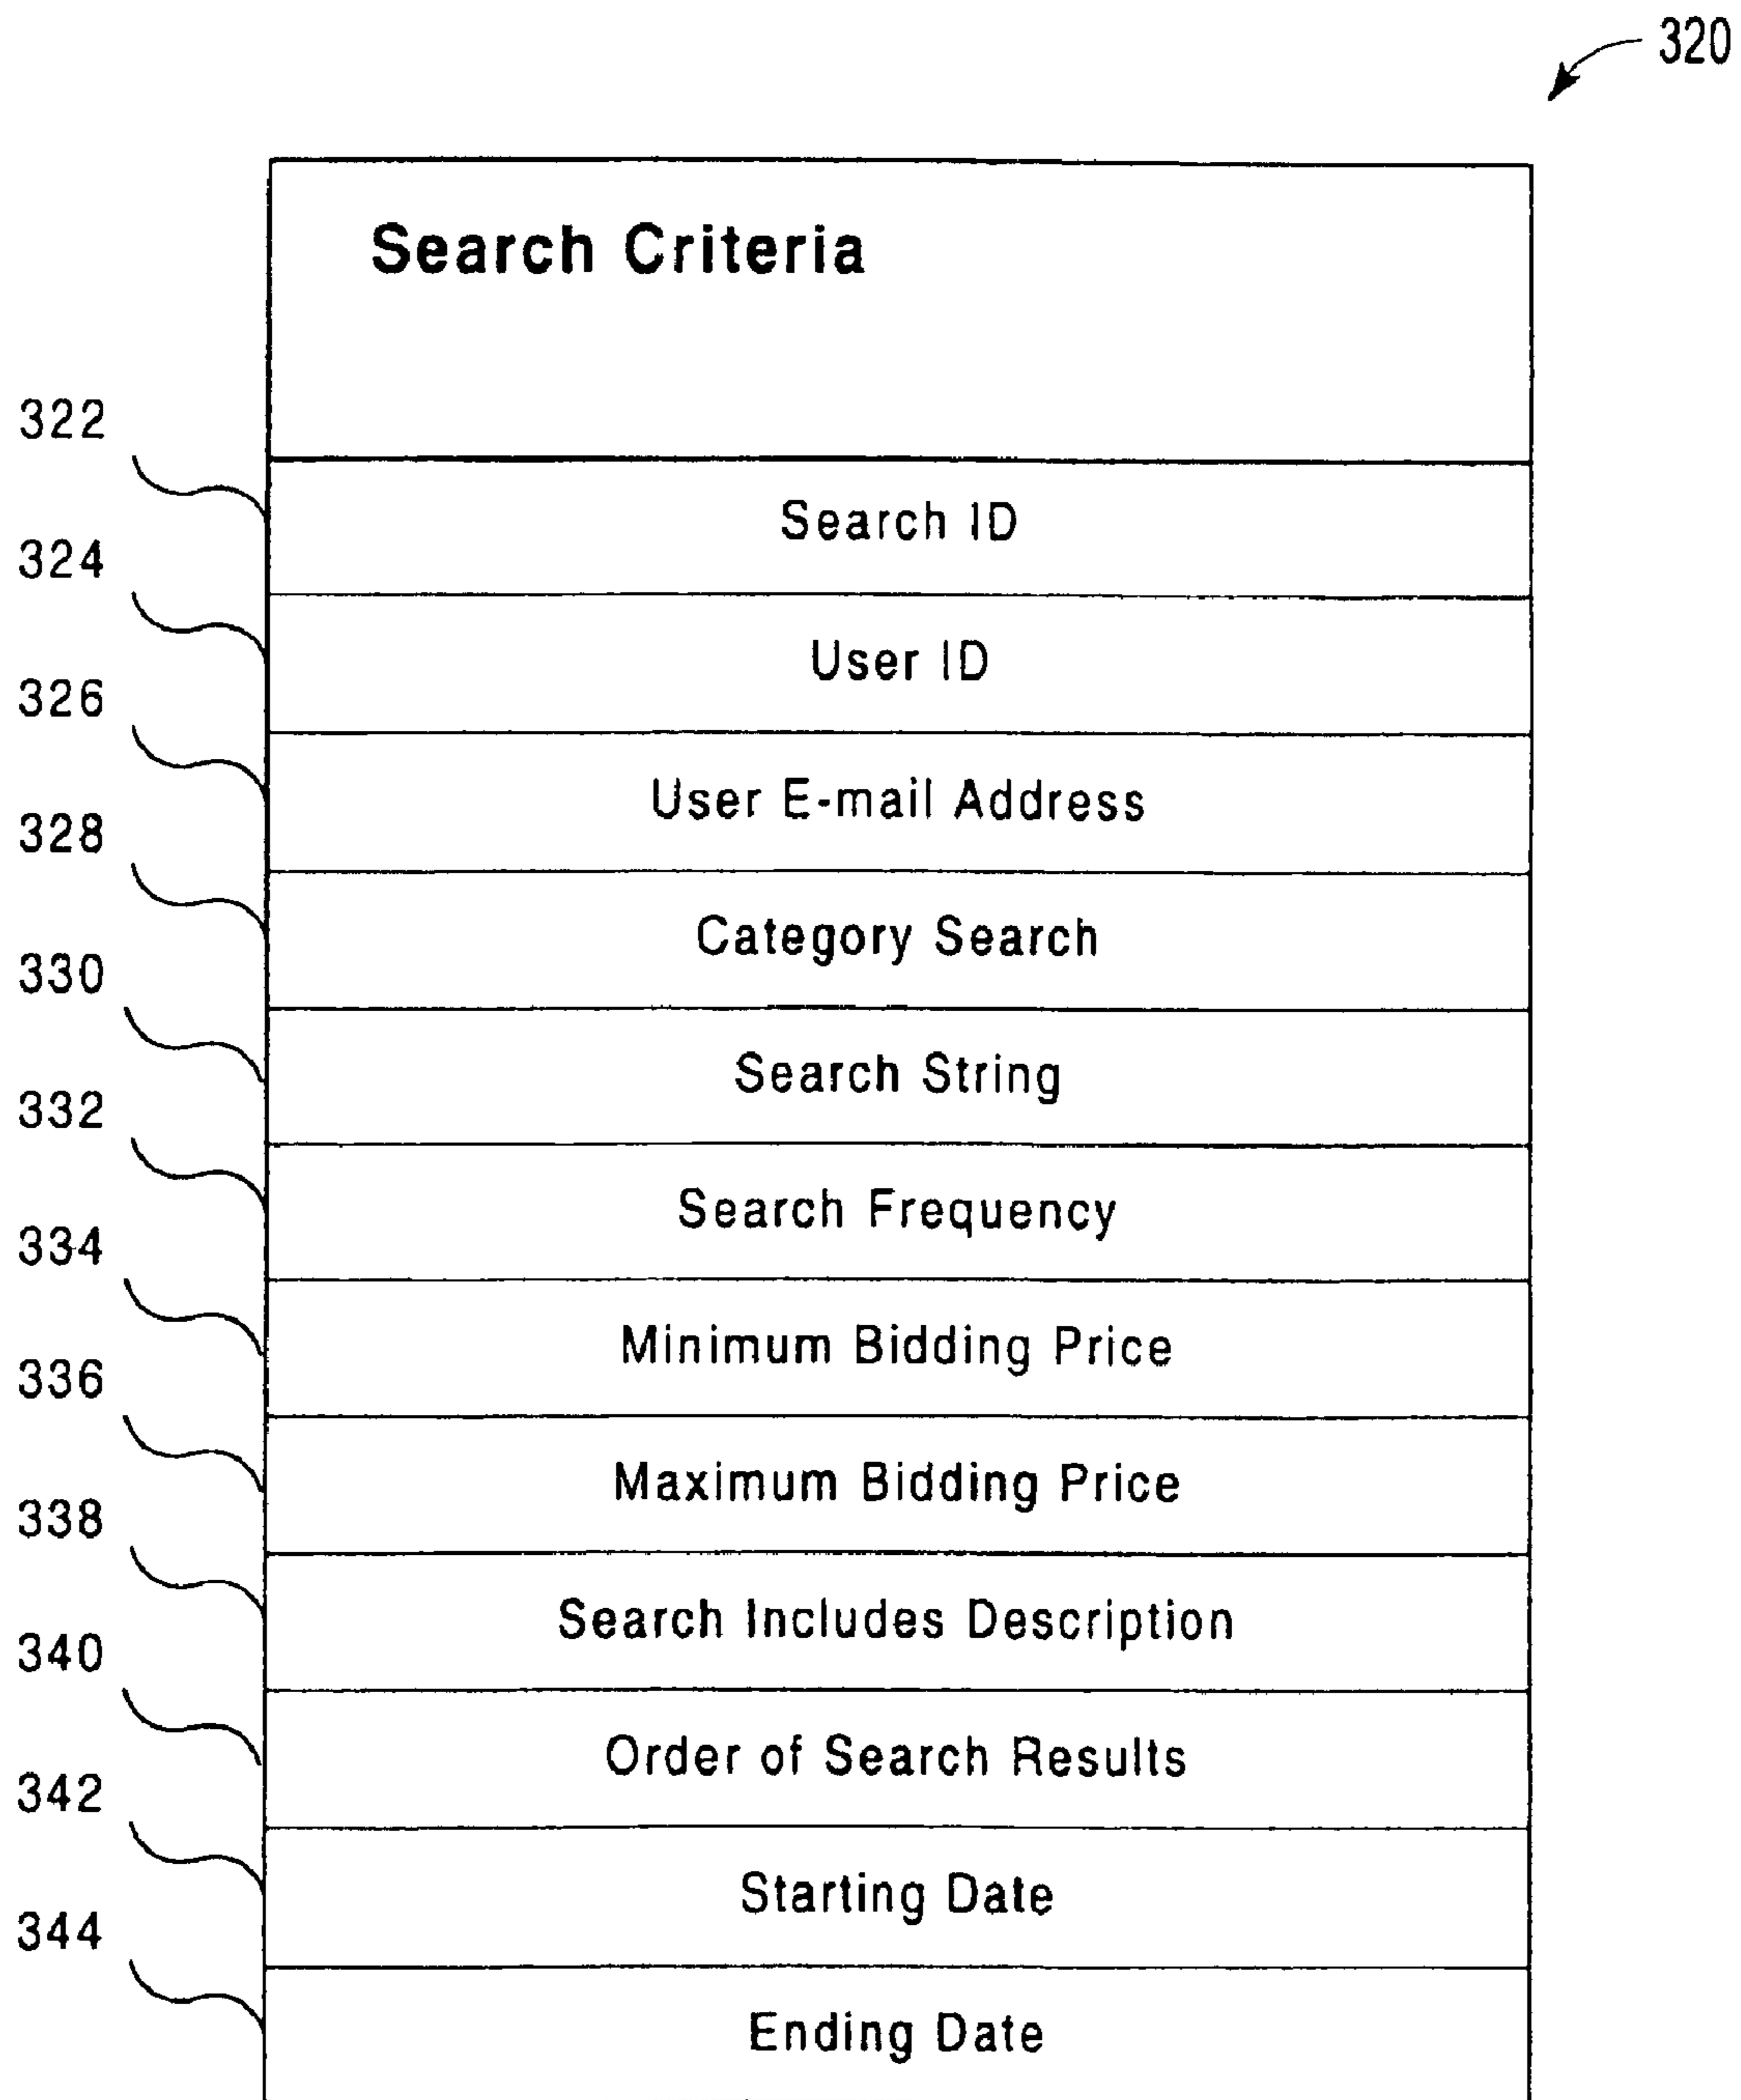 320
Search Criteria
322
Search ID
324
User ID
326
User E-mail Address
328
Category Search
330
Search String
332
Search Frequency
334
Minimum Bidding Price
336
Maximum Bidding Price
338
Search Includes Description
340
Order of Search Results
342
Starting Date
344
Ending Date